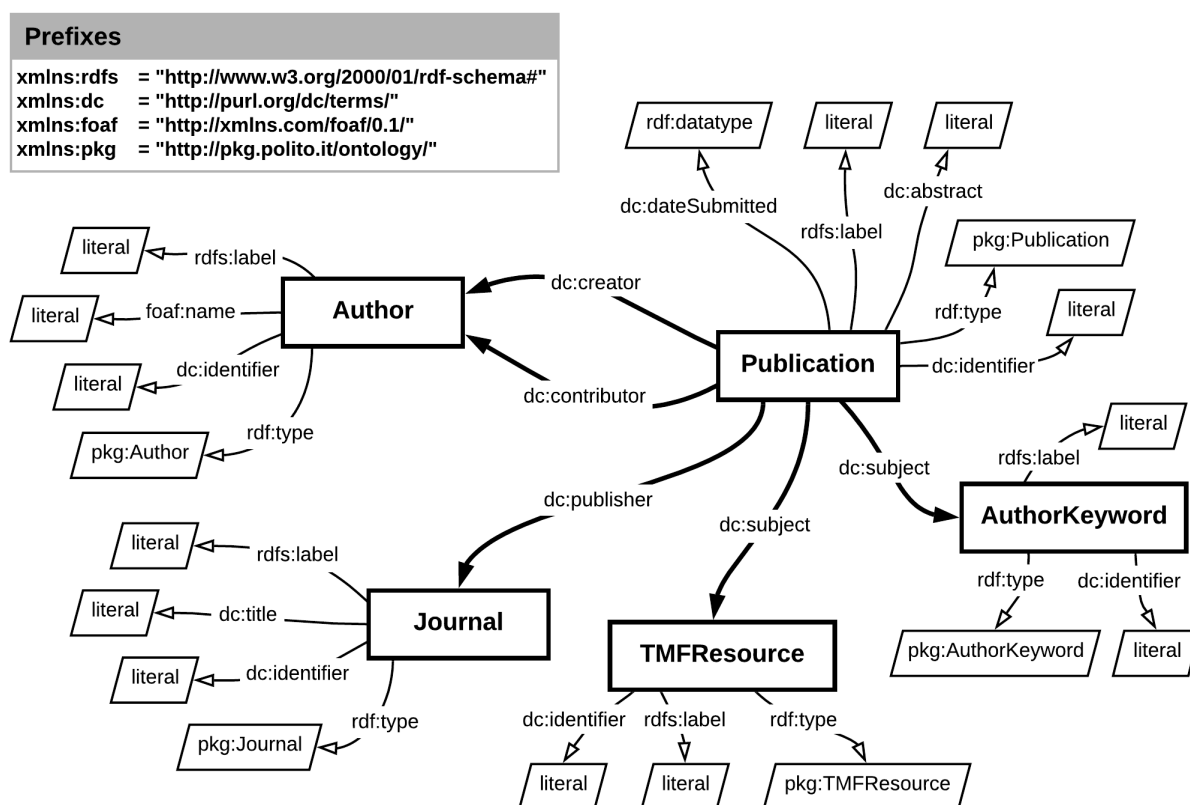 Prefixes
xmlns:rdfs = "http://www.w3.org/2000/01/rdf-schema#"
xmlns:dc = "http://purl.org/dc/terms/"
xmlns:foaf = "http://xmlns.com/foaf/0.1/"
xmlns:pkg = "http://pkg.polito.it/ontology/"
rdf:datatype
literal
literal
dc:dateSubmitted
rdfs:label
dc:abstract
pkg:Publication
rdf:type
literal
dc:identifier
Publication
literal
rdfs:label
literal
foaf:name
literal
dc:identifier
pkg:Author
rdf:type
Author
dc:creator
dc:contributor
dc:publisher
dc:subject
dc:subject
literal
rdfs:label
AuthorKeyword
rdf:type
dc:identifier
pkg:AuthorKeyword
literal
literal
rdfs:label
literal
dc:title
literal
dc:identifier
pkg:Journal
rdf:type
Journal
TMFResource
dc:identifier
rdfs:label
rdf:type
literal
literal
pkg:TMFResource